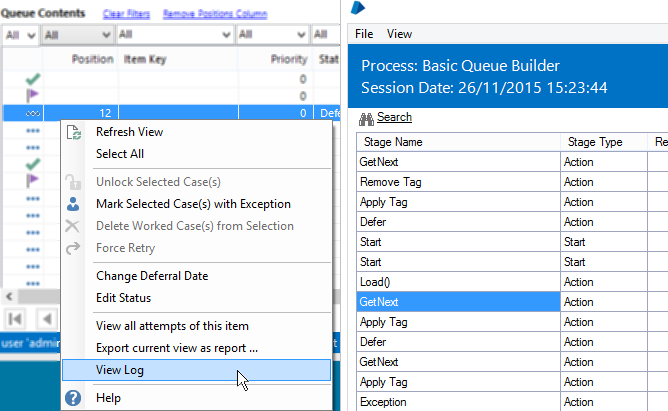 Queue Contents Clear Filters Remove Positions Column
All All All All All
Position Item Key Priority Stat
0
0
12 0 Defe
Refresh View
Select All
Unlock Selected Case(s)
Mark Selected Case(s) with Exception
Delete Worked Case(s) from Selection
Force Retry
Change Deferral Date
Edit Status
View all attempts of this item
Export current view as report ...
View Log
Help
user 'admin
File View
Process: Basic Queue Builder
Session Date: 26/11/2015 15:23:44
Search
Stage Name Stage Type Re
GetNext Action
Remove Tag Action
Apply Tag Action
Defer Action
Start Start
Start Start
Load() Action
GetNext Action
Apply Tag Action
Defer Action
GetNext Action
Apply Tag Action
Exception Action